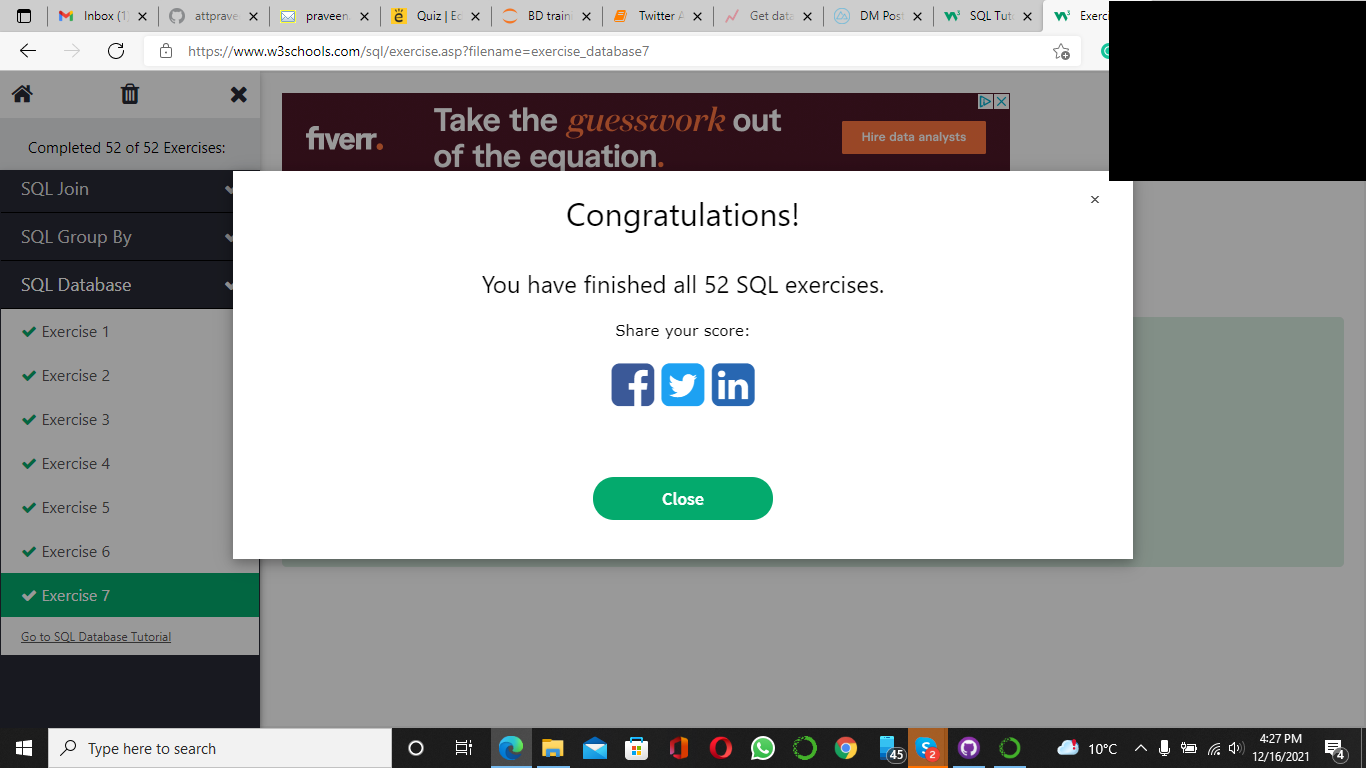 Inbox (1)
attprave
praveen
Quiz | Ed
BD train
Twitter A
Get data
DM Post
SQL Tuto
Exerci
https://www.w3schools.com/sql/exercise.asp?filename=exercise_database7
Completed 52 of 52 Exercises:
SQL Join
SQL Group By
SQL Database
Exercise 1
Exercise 2
Exercise 3
Exercise 4
Exercise 5
Exercise 6
Exercise 7
Go to SQL Database Tutorial
fiverr.
Take the guesswork out
of the equation.
Hire data analysts
Congratulations!
×
You have finished all 52 SQL exercises.
Share your score:
Close
Type here to search
45
2
10°C
4:27 PM
12/16/2021
4